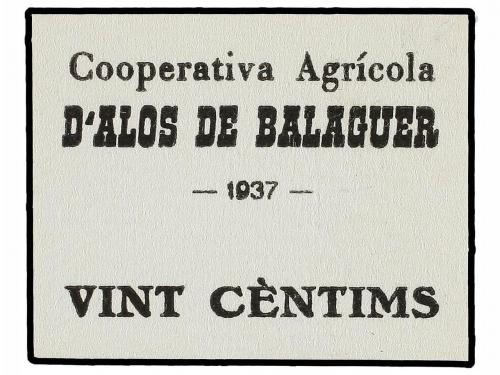 Cooperativa Agrícola
D'ALOS DE BALAGUER
— 1937 —
VINT CÈNTIMS